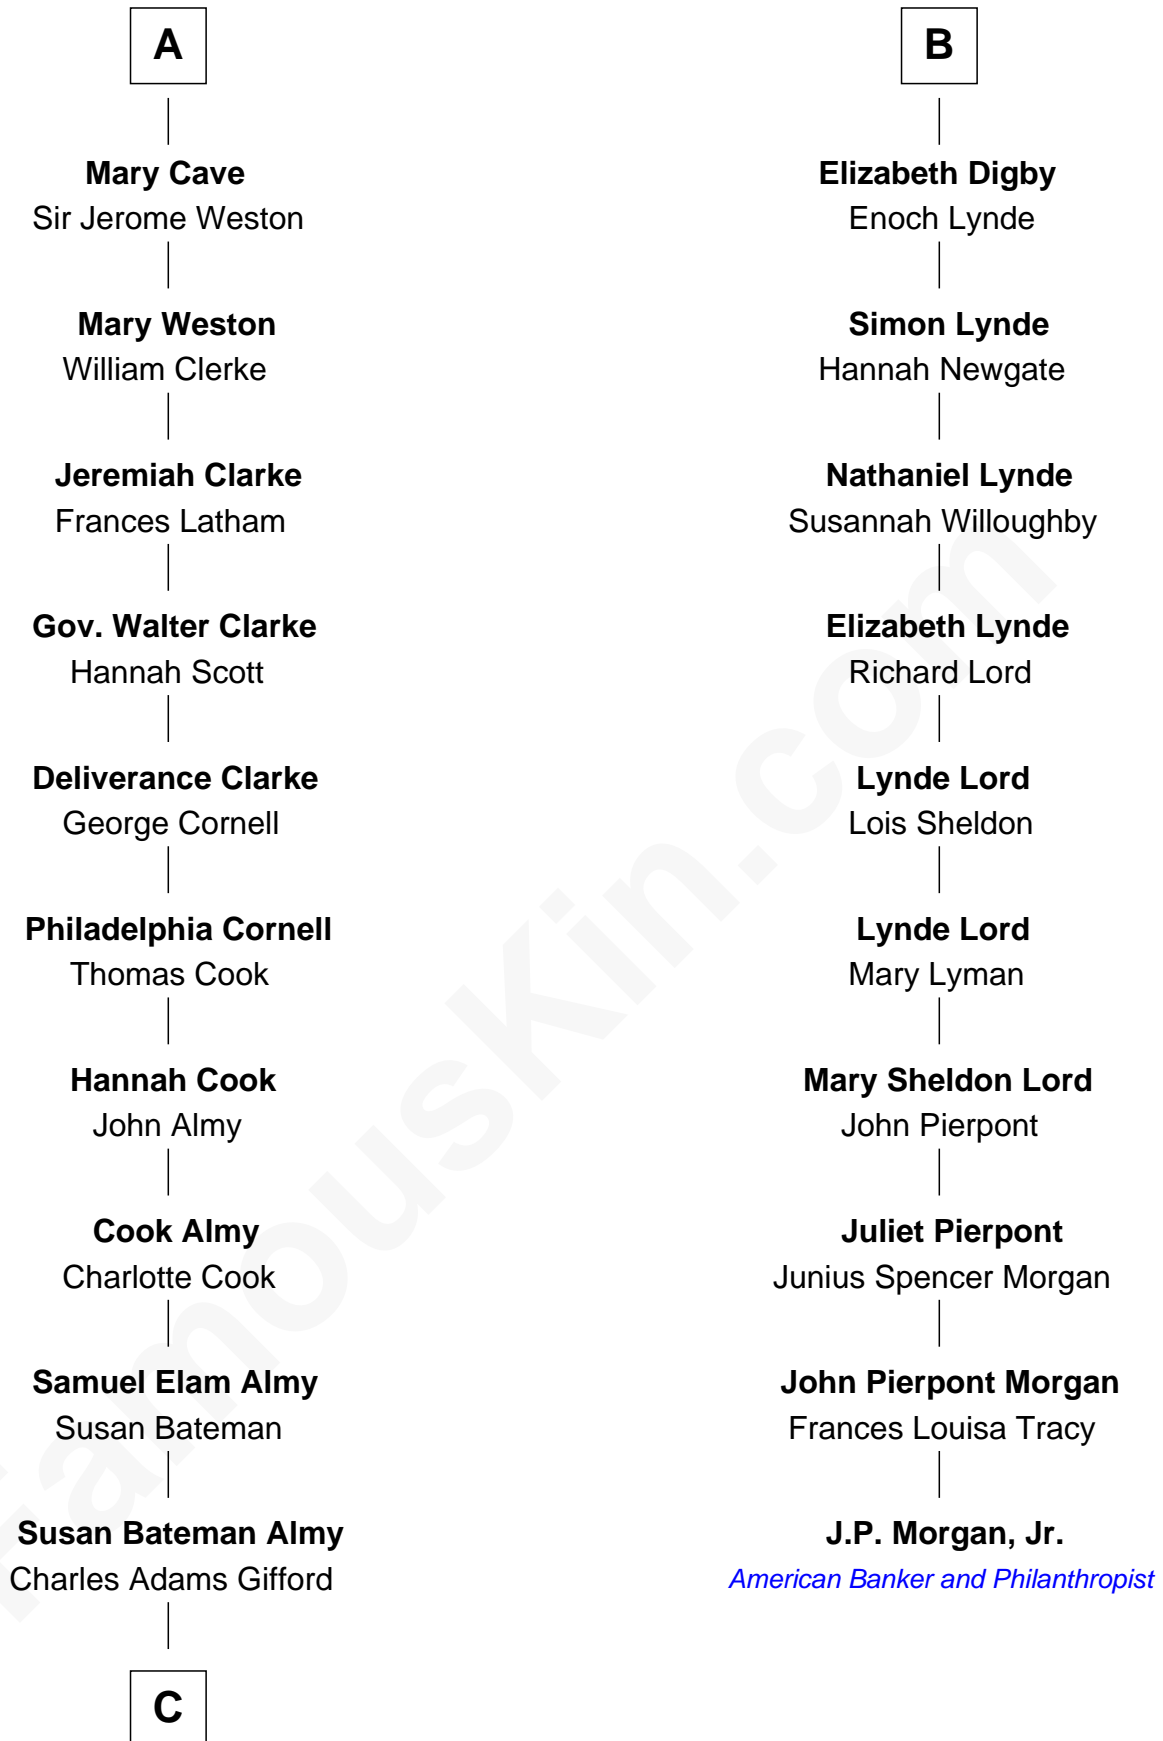 A
Mary Cave
Sir Jerome Weston
Mary Weston
William Clerke
Jeremiah Clarke
Frances Latham
Gov. Walter Clarke
Hannah Scott
Deliverance Clarke
George Cornell
Philadelphia Cornell
Thomas Cook
Hannah Cook
John Almy
Cook Almy
Charlotte Cook
Samuel Elam Almy
Susan Bateman
Susan Bateman Almy
Charles Adams Gifford
C
B
Elizabeth Digby
Enoch Lynde
Simon Lynde
Hannah Newgate
Nathaniel Lynde
Susannah Willoughby
Elizabeth Lynde
Richard Lord
Lynde Lord
Lois Sheldon
Lynde Lord
Mary Lyman
Mary Sheldon Lord
John Pierpont
Juliet Pierpont
Junius Spencer Morgan
John Pierpont Morgan
Frances Louisa Tracy
J.P. Morgan, Jr.
American Banker and Philanthropist
FamousKin.com